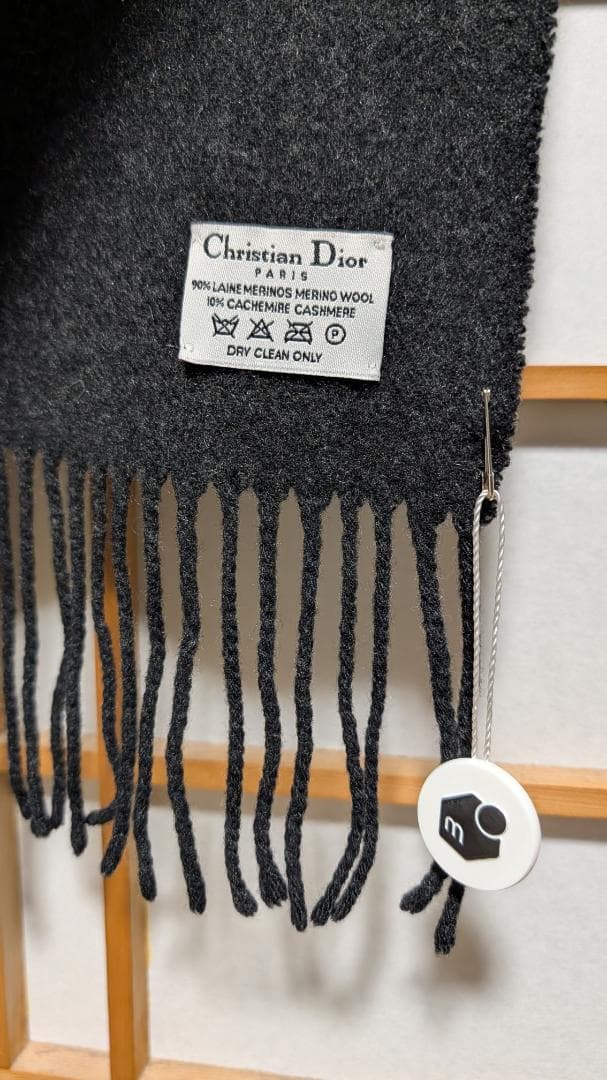 Christian Dior
PARIS
90% LAINE MERINOS MERINO WOOL
10% CACHEMIRE CASHMERE
P
DRY CLEAN ONLY
m